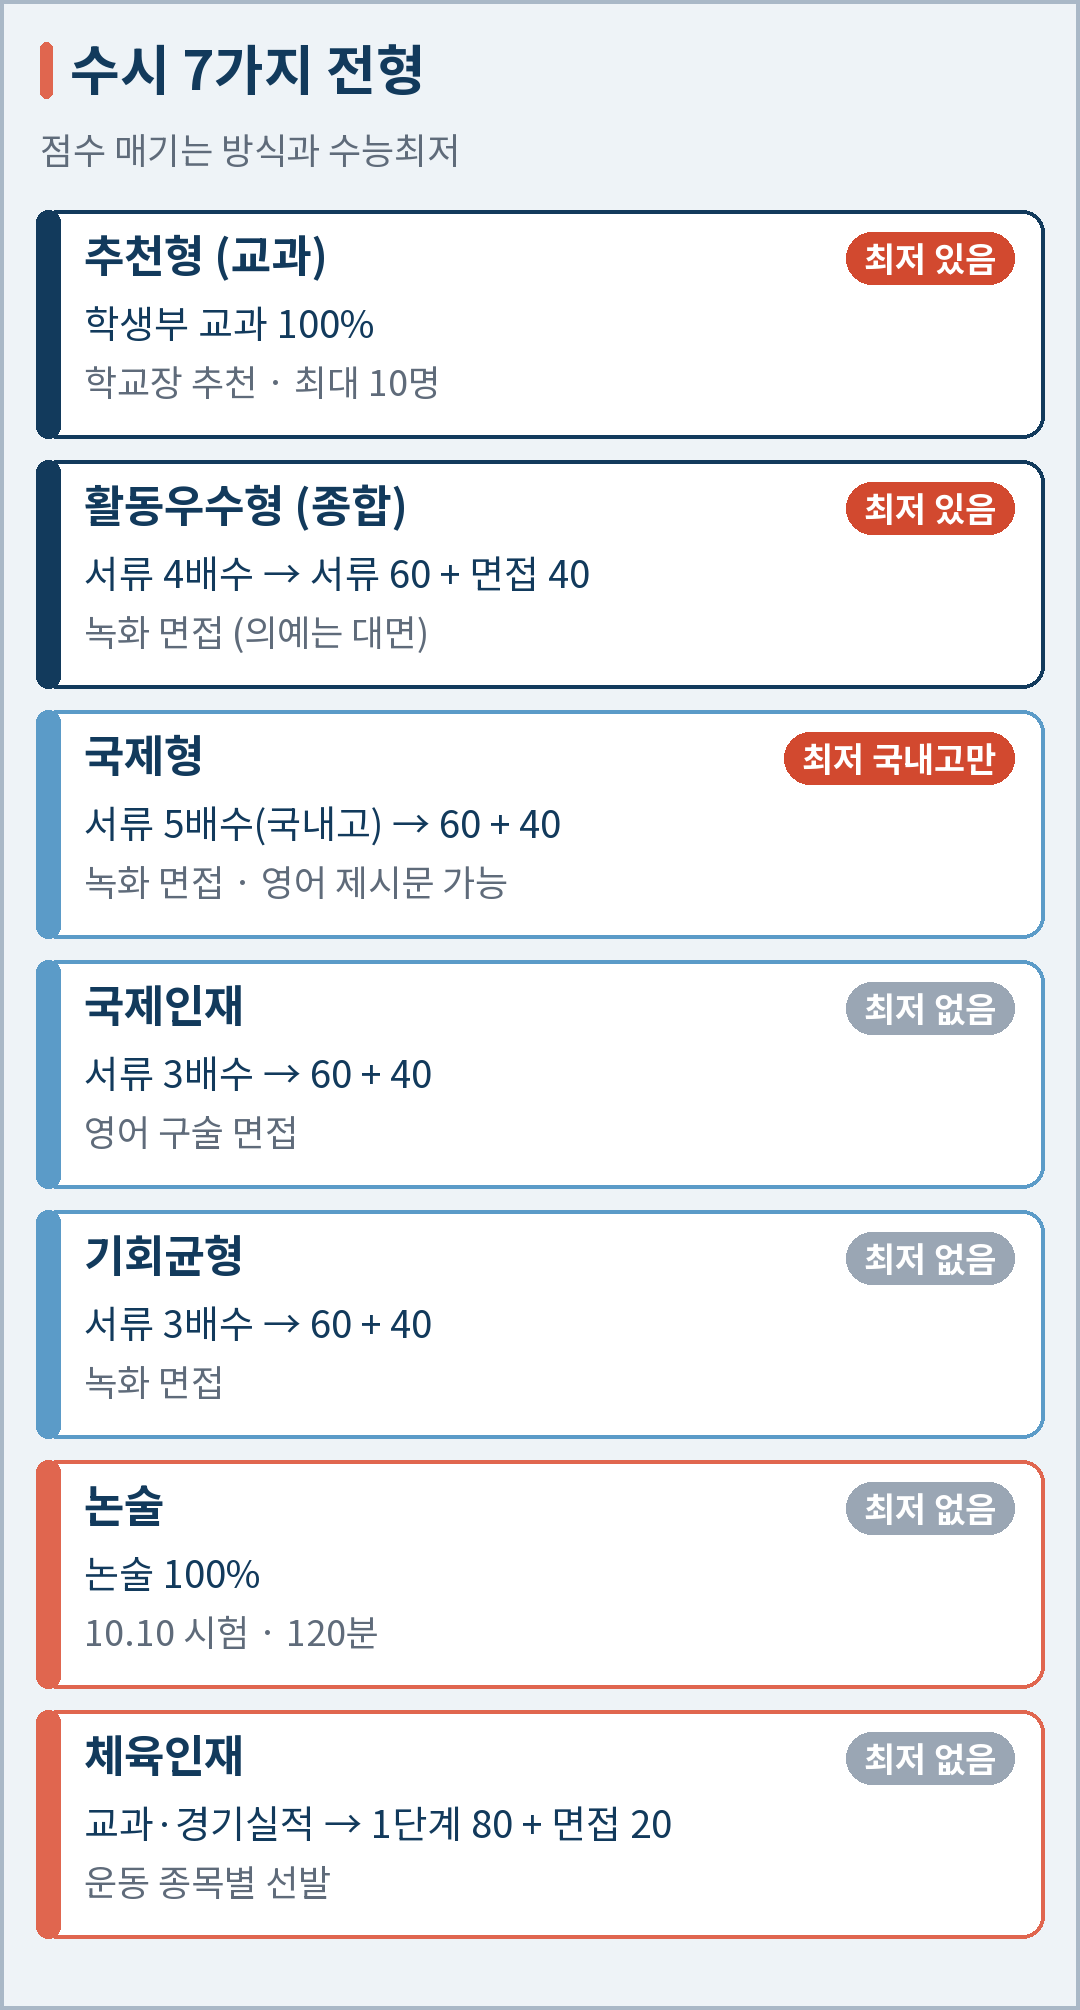 수시 7가지 전형
점수 매기는 방식과 수능최저
추천형 (교과)
최저 있음
학생부 교과 100%
학교장 추천 · 최대 10명
활동우수형 (종합)
최저 있음
서류 4배수 → 서류 60 + 면접 40
녹화 면접 (의예는 대면)
국제형
최저 국내고만
서류 5배수(국내고) → 60 + 40
녹화 면접 · 영어 제시문 가능
국제인재
최저 없음
서류 3배수 → 60 + 40
영어 구술 면접
기회균형
최저 없음
서류 3배수 → 60 + 40
녹화 면접
논술
최저 없음
논술 100%
10.10 시험 · 120분
체육인재
최저 없음
교과·경기실적 → 1단계 80 + 면접 20
운동 종목별 선발